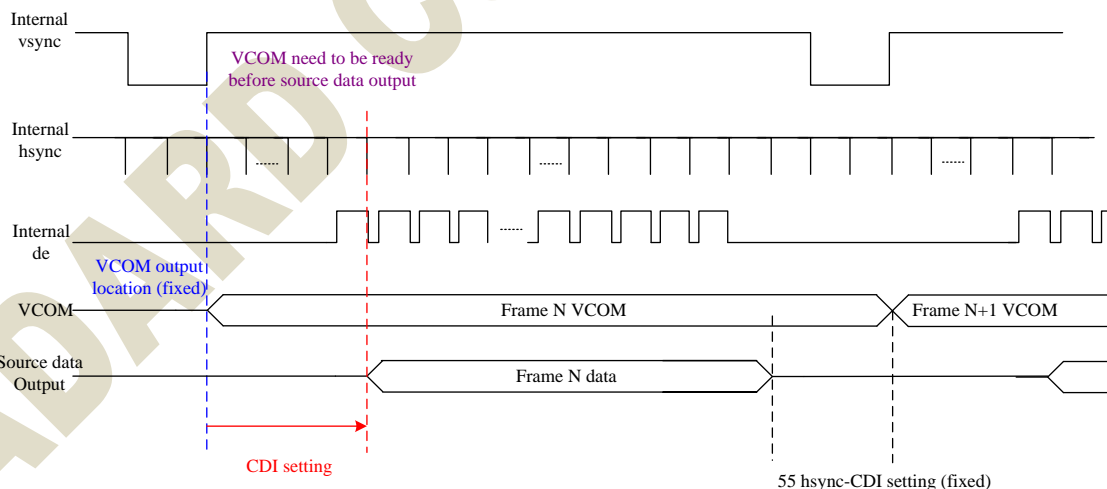 Internal
vsync
VCOM need to be ready
before source data output
Internal
hsync
......
......
......
Internal
de
......
VCOM output
location (fixed)
VCOM
Frame N VCOM
Frame N+1 VCOM
Source data
Output
Frame N data
CDI setting
55 hsync-CDI setting (fixed)